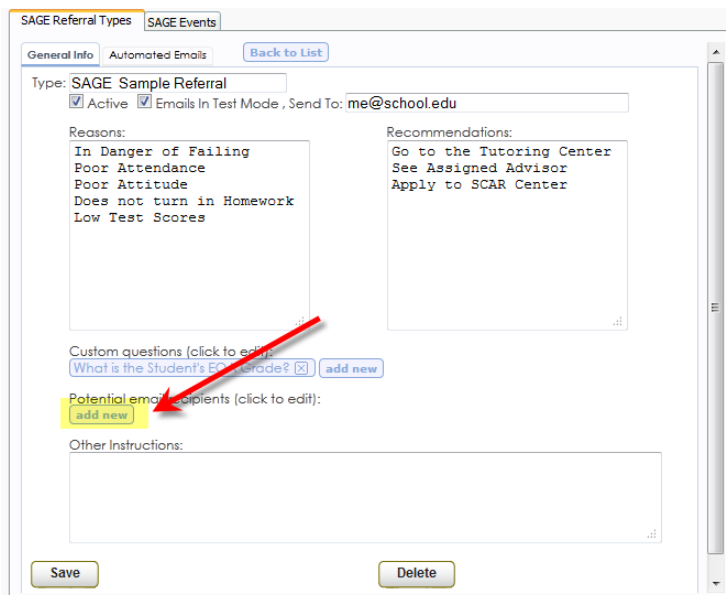 SAGE Referral Types SAGE Events
General Info Automated Emails Back to List
Type: SAGE Sample Referral
Active Emails In Test Mode , Send To: me@school.edu
Reasons: Recommendations:
In Danger of Failing Go to the Tutoring Center
Poor Attendance See Assigned Advisor
Poor Attitude Apply to SCAR Center
Does not turn in Homework
Low Test Scores
Custom questions (click to edit):
What is the Student's Grade? add new
Potential email recipients (click to edit):
add new
Other Instructions:
Save Delete